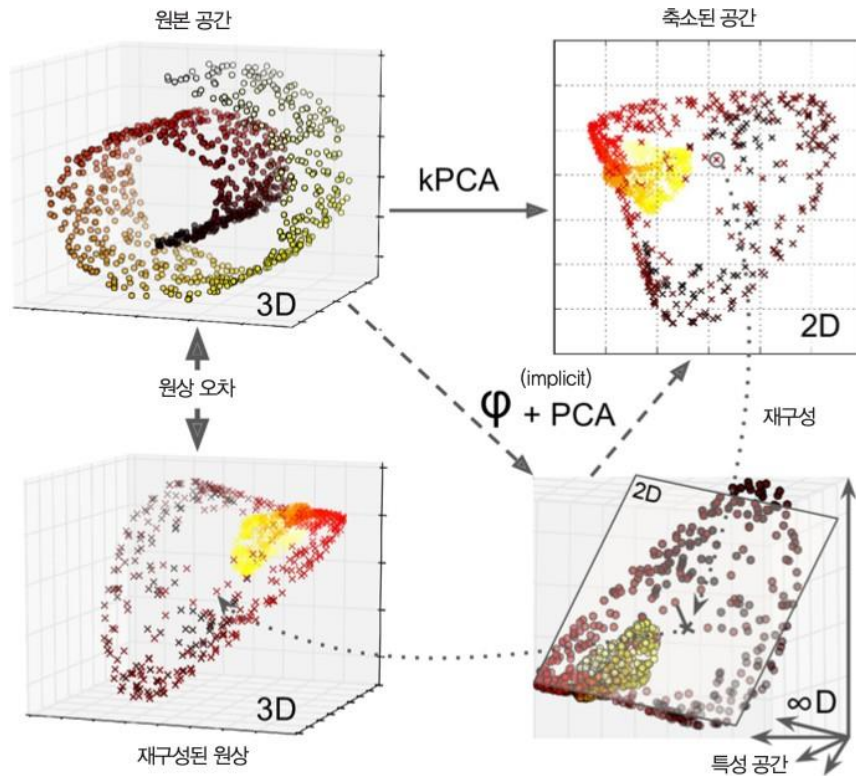 원본 공간
축소된 공간
kPCA
3D
2D
원상 오차
(implicit)
φ + PCA
재구성
2D
3D
∞D
재구성된 원상
특성 공간